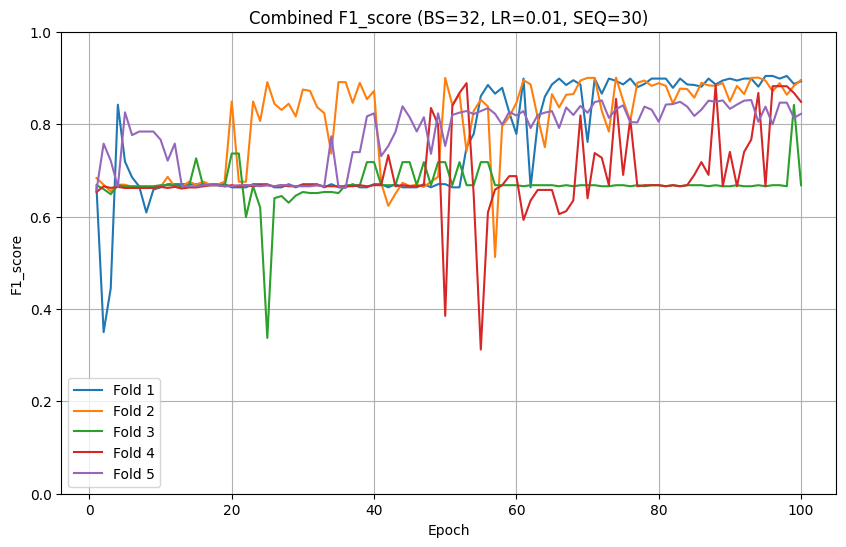 Combined F1_score (BS=32, LR=0.01, SEQ=30)
1.0
0.8
0.6
0.4
0.2
0.0
F1_score
Fold 1
Fold 2
Fold 3
Fold 4
Fold 5
0 20 40 60 80 100
Epoch